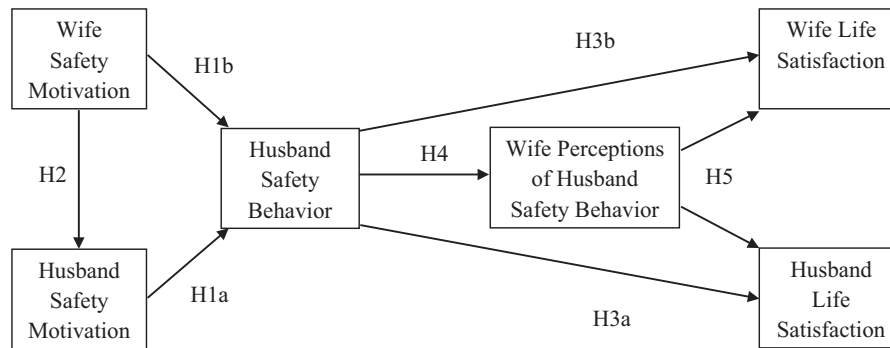 Wife
Safety
Motivation
H1b
H3b
Wife Life
Satisfaction
H2
Husband
Safety
Behavior
H4
Wife Perceptions
of Husband
Safety Behavior
H5
Husband
Safety
Motivation
H1a
H3a
Husband
Life
Satisfaction